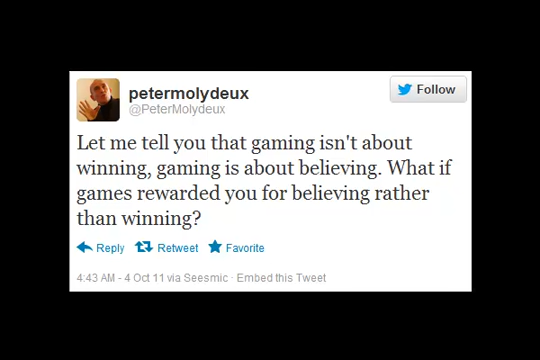 petermolydeux
@PeterMolydeux
Follow
Let me tell you that gaming isn't about
winning, gaming is about believing. What if
games rewarded you for believing rather
than winning?
Reply Retweet Favorite
4:43 AM - 4 Oct 11 via Seesmic · Embed this Tweet